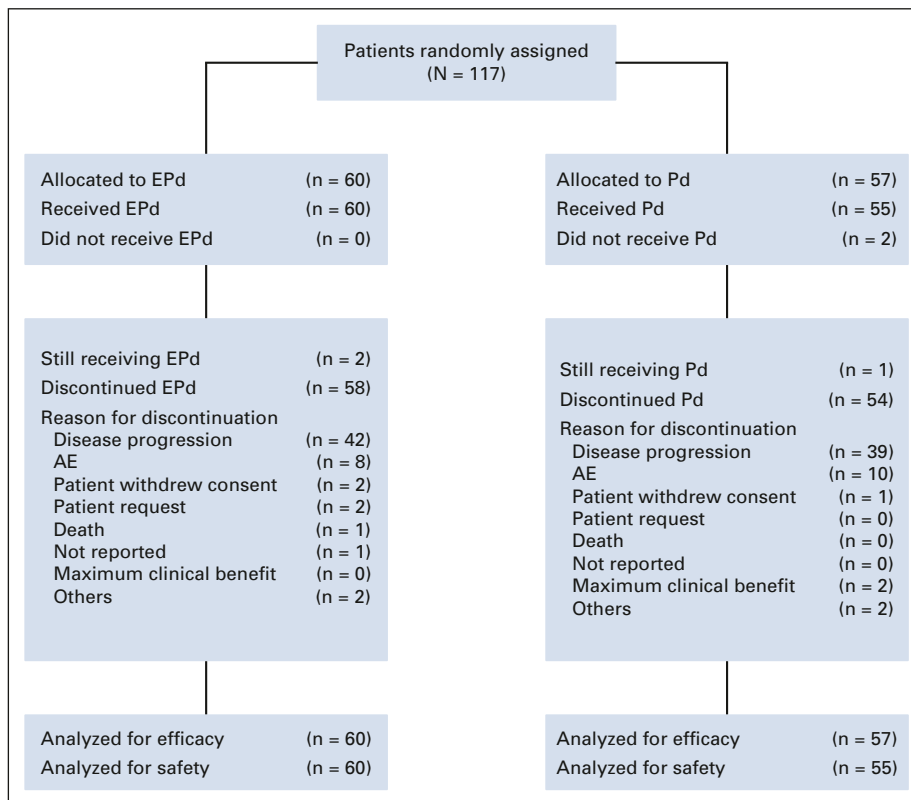 Patients randomly assigned
(N = 117)
Allocated to EPd (n = 60)
Received EPd (n = 60)
Did not receive EPd (n = 0)
Allocated to Pd (n = 57)
Received Pd (n = 55)
Did not receive Pd (n = 2)
Still receiving EPd (n = 2)
Discontinued EPd (n = 58)
Reason for discontinuation
Disease progression (n = 42)
AE (n = 8)
Patient withdrew consent (n = 2)
Patient request (n = 2)
Death (n = 1)
Not reported (n = 1)
Maximum clinical benefit (n = 0)
Others (n = 2)
Still receiving Pd (n = 1)
Discontinued Pd (n = 54)
Reason for discontinuation
Disease progression (n = 39)
AE (n = 10)
Patient withdrew consent (n = 1)
Patient request (n = 0)
Death (n = 0)
Not reported (n = 0)
Maximum clinical benefit (n = 2)
Others (n = 2)
Analyzed for efficacy (n = 60)
Analyzed for safety (n = 60)
Analyzed for efficacy (n = 57)
Analyzed for safety (n = 55)